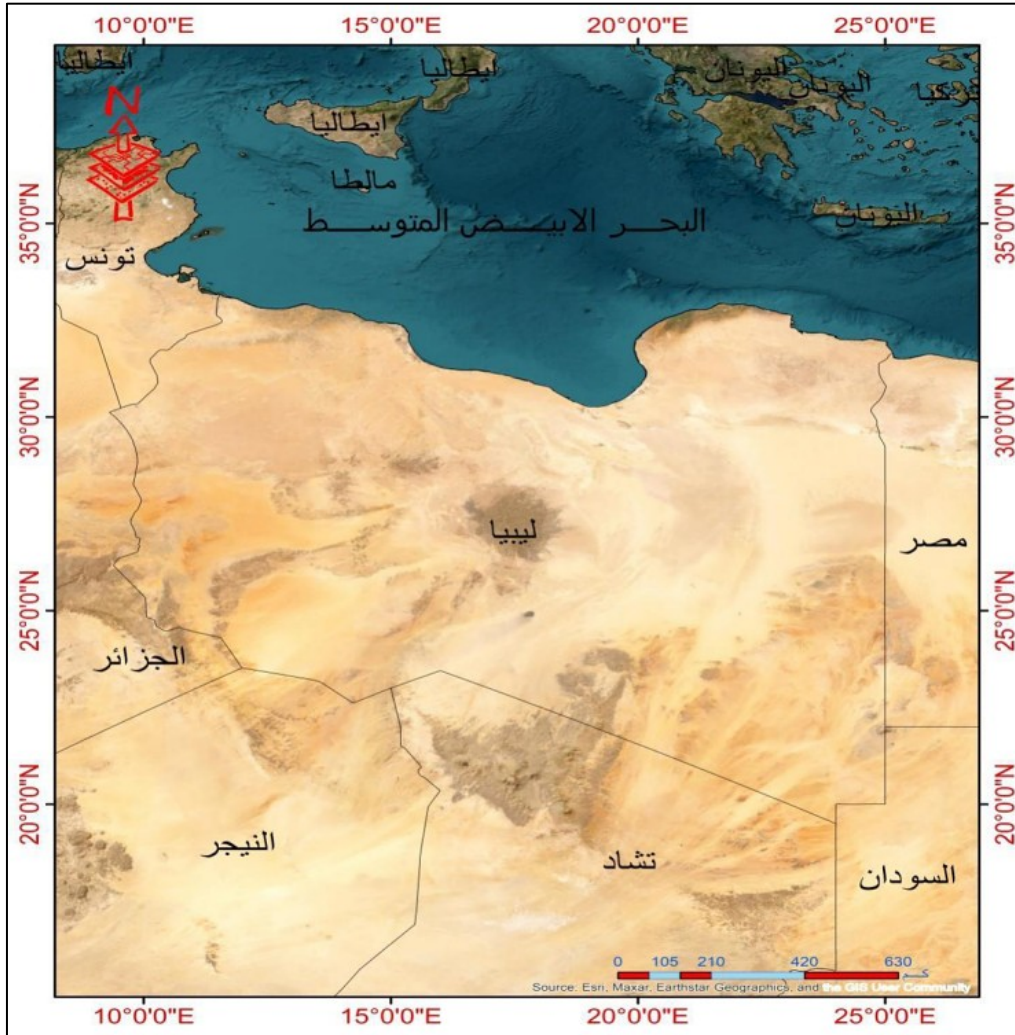 10°0'0"E 15°0'0"E 20°0'0"E 25°0'0"E
ايطاليا
ايطاليا
اليونان
اليونان
تركيا
N
ايطاليا
مالطا
اليونان
البحر الابيض المتوسط
35°0'0"N
35°0'0"N
تونس
30°0'0"N
30°0'0"N
ليبيا
مصر
25°0'0"N
25°0'0"N
الجزائر
20°0'0"N
20°0'0"N
النيجر
تشاد
السودان
0 105 210 420 630 كم
Source: Esri, Maxar, Earthstar Geographics, and the GIS User Community
10°0'0"E 15°0'0"E 20°0'0"E 25°0'0"E